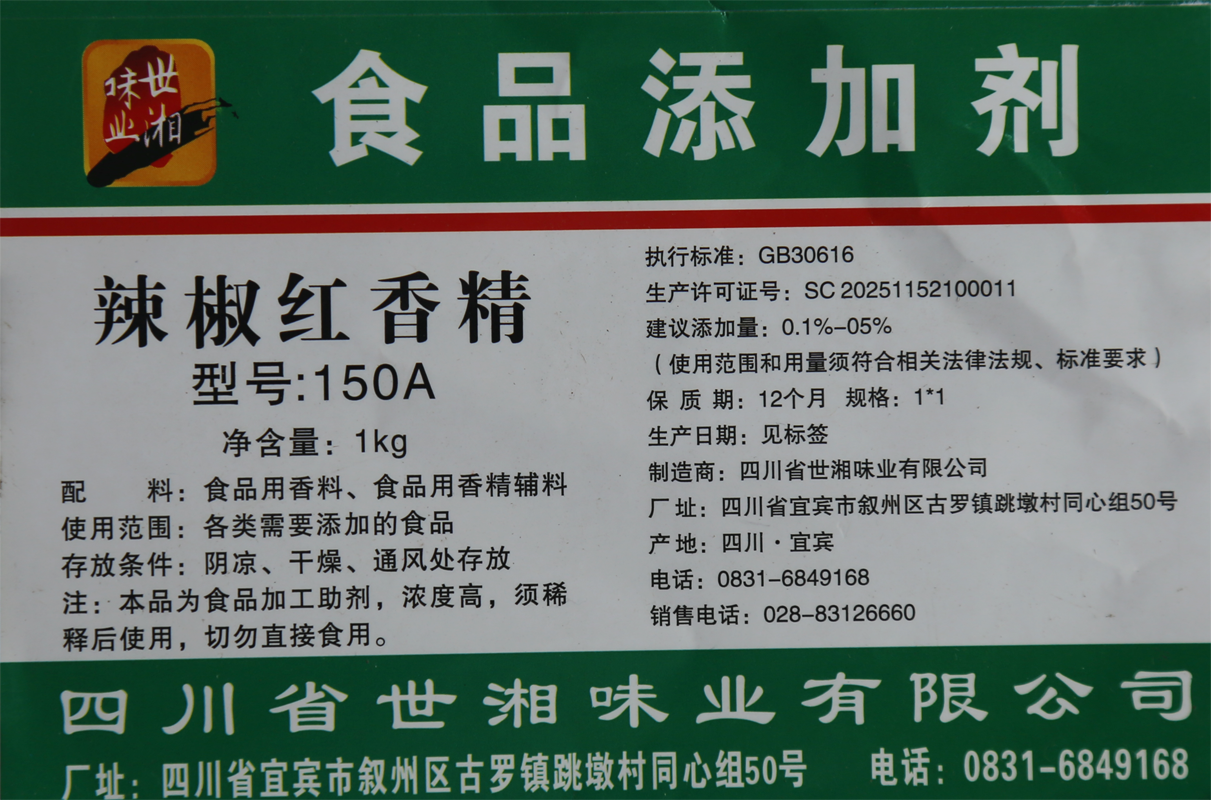 世湘
味业
食品添加剂
辣椒红香精
型号:150A
净含量：1kg
配　　料：食品用香料、食品用香精辅料
使用范围：各类需要添加的食品
存放条件：阴凉、干燥、通风处存放
注：本品为食品加工助剂，浓度高，须稀
释后使用，切勿直接食用。
执行标准：GB30616
生产许可证号：SC 20251152100011
建议添加量：0.1%-05%
（使用范围和用量须符合相关法律法规、标准要求）
保 质 期：12个月 规格：1*1
生产日期：见标签
制造商：四川省世湘味业有限公司
厂 址：四川省宜宾市叙州区古罗镇跳墩村同心组50号
产 地：四川·宜宾
电话：0831-6849168
销售电话：028-83126660
四川省世湘味业有限公司
厂址：四川省宜宾市叙州区古罗镇跳墩村同心组50号　电话：0831-6849168